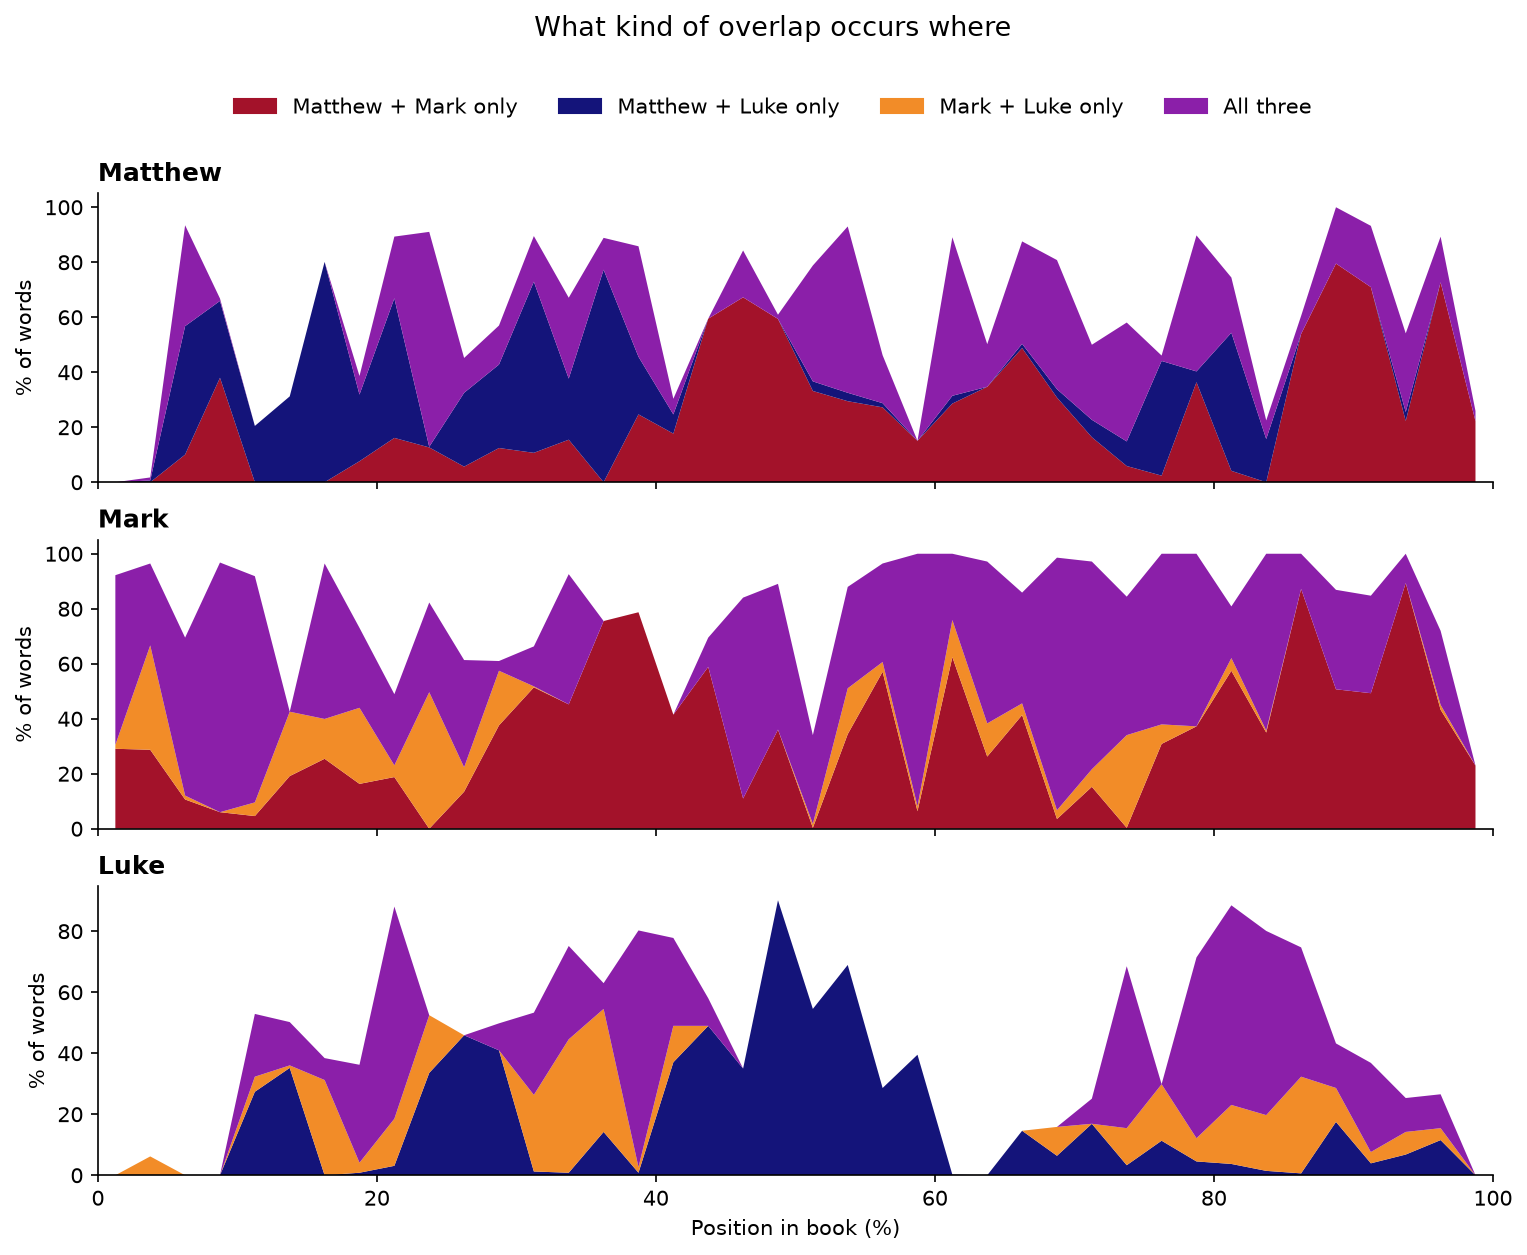 What kind of overlap occurs where
Matthew + Mark only
Matthew + Luke only
Mark + Luke only
All three
Matthew
100
80
60
40
20
0
% of words
Mark
100
80
60
40
20
0
% of words
Luke
80
60
40
20
0
% of words
0
20
40
60
80
100
Position in book (%)